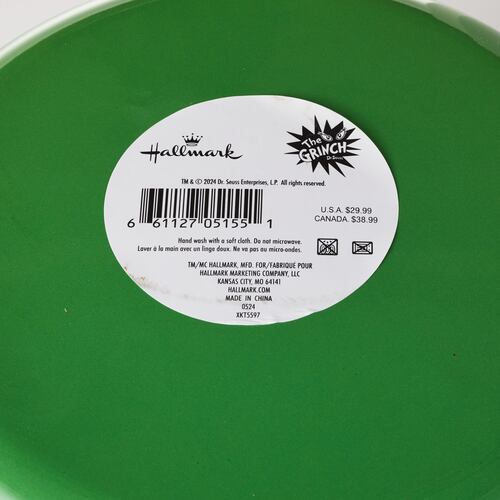 Hallmark
The
GRINCH
Dr. Seuss
TM & © 2024 Dr. Seuss Enterprises, L.P. All rights reserved.
6 61127 05155 1
U.S.A. $29.99
CANADA. $38.99
Hand wash with a soft cloth. Do not microwave.
Laver à la main avec un linge doux. Ne va pas au micro-ondes.
TM/MC HALLMARK, MFD. FOR/FABRIQUÉ POUR
HALLMARK MARKETING COMPANY, LLC
KANSAS CITY, MO 64141
HALLMARK.COM
MADE IN CHINA
0524
XKT5597